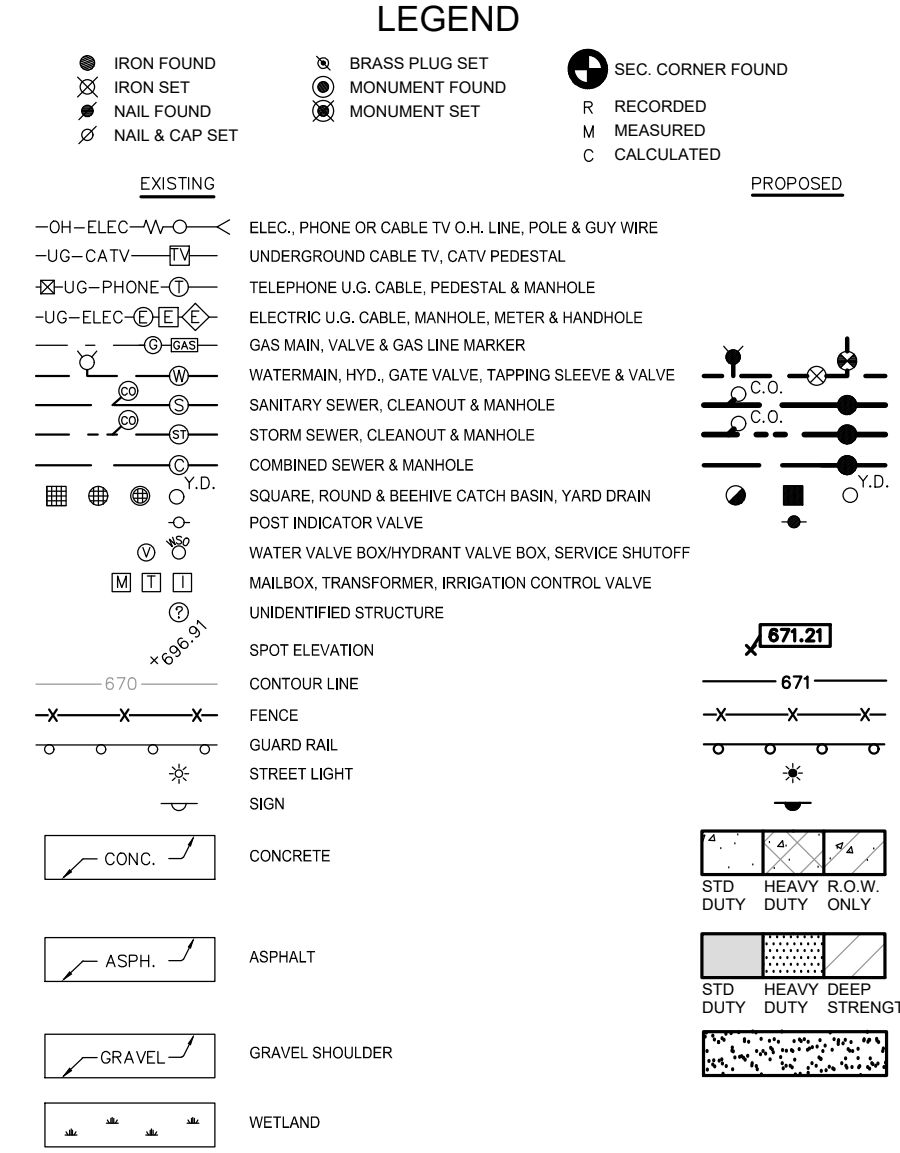 LEGEND
IRON FOUND
IRON SET
NAIL FOUND
NAIL & CAP SET
BRASS PLUG SET
MONUMENT FOUND
MONUMENT SET
SEC. CORNER FOUND
R RECORDED
M MEASURED
C CALCULATED
EXISTING PROPOSED
OH-ELEC ELEC., PHONE OR CABLE TV O.H. LINE, POLE & GUY WIRE
UG-CATV TV UNDERGROUND CABLE TV, CATV PEDESTAL
UG-PHONE T TELEPHONE U.G. CABLE, PEDESTAL & MANHOLE
UG-ELEC E E E ELECTRIC U.G. CABLE, MANHOLE, METER & HANDHOLE
G GAS GAS MAIN, VALVE & GAS LINE MARKER
W WATERMAIN, HYD., GATE VALVE, TAPPING SLEEVE & VALVE
CO S SANITARY SEWER, CLEANOUT & MANHOLE C.O.
CO ST STORM SEWER, CLEANOUT & MANHOLE C.O.
C COMBINED SEWER & MANHOLE
Y.D. SQUARE, ROUND & BEEHIVE CATCH BASIN, YARD DRAIN Y.D.
POST INDICATOR VALVE
V WSO WATER VALVE BOX/HYDRANT VALVE BOX, SERVICE SHUTOFF
M T I MAILBOX, TRANSFORMER, IRRIGATION CONTROL VALVE
? UNIDENTIFIED STRUCTURE
+696.91 SPOT ELEVATION 671.21
670 CONTOUR LINE 671
FENCE
GUARD RAIL
STREET LIGHT
SIGN
CONC. CONCRETE
STD DUTY
HEAVY DUTY
R.O.W. ONLY
ASPH. ASPHALT
STD DUTY
HEAVY DUTY
DEEP STRENGT
GRAVEL GRAVEL SHOULDER
WETLAND